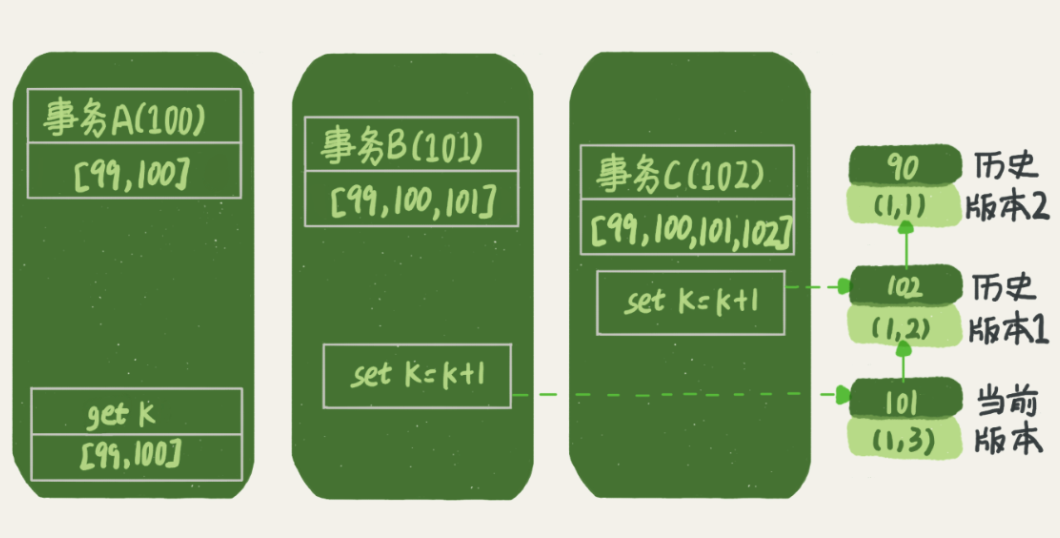 事务A(100)
[99,100]
get k
[99,100]
事务B(101)
[99,100,101]
set k=k+1
事务C(102)
[99,100,101,102]
set k=k+1
90
(1,1)
历史
版本2
102
(1,2)
历史
版本1
101
(1,3)
当前
版本